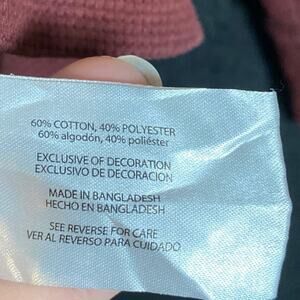 60% COTTON, 40% POLYESTER
60% algodón, 40% poliéster
EXCLUSIVE OF DECORATION
EXCLUSIVO DE DECORACION
MADE IN BANGLADESH
HECHO EN BANGLADESH
SEE REVERSE FOR CARE
VER AL REVERSO PARA CUIDADO